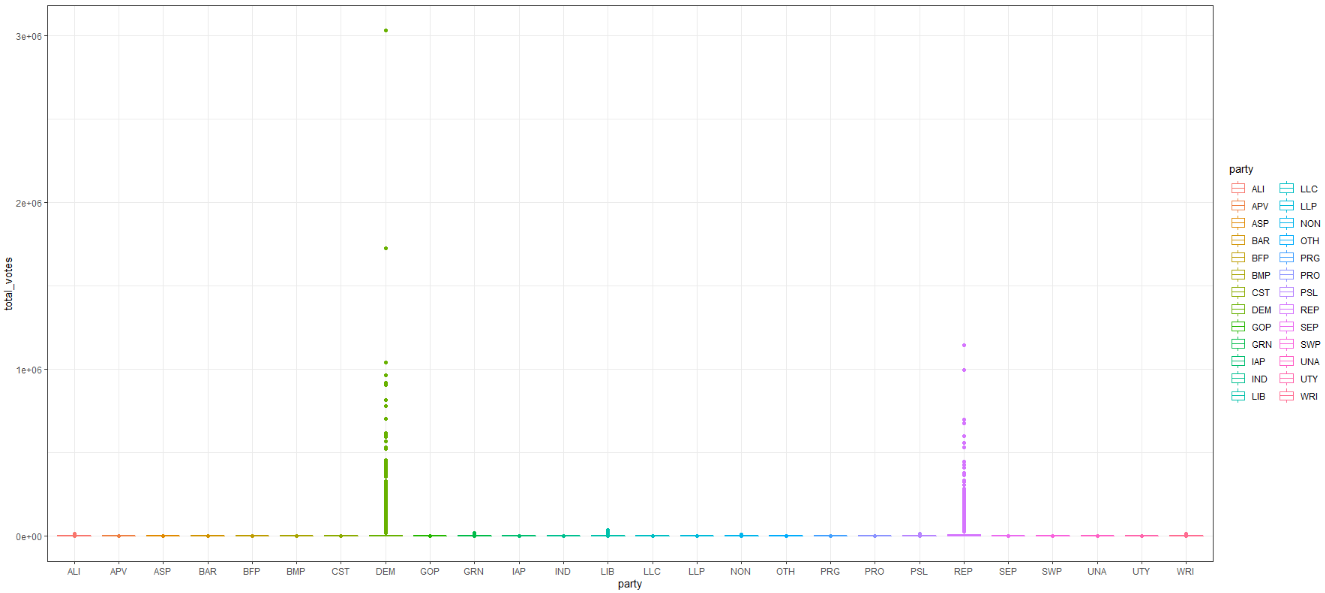 3e+06
2e+06
1e+06
0e+00
total_votes
ALI APV ASP BAR BFP BMP CST DEM GOP GRN IAP IND LIB LLC LLP NON OTH PRG PRO PSL REP SEP SWP UNA UTY WRI
party
party
ALI LLC
APV LLP
ASP NON
BAR OTH
BFP PRG
BMP PRO
CST PSL
DEM REP
GOP SEP
GRN SWP
IAP UNA
IND UTY
LIB WRI